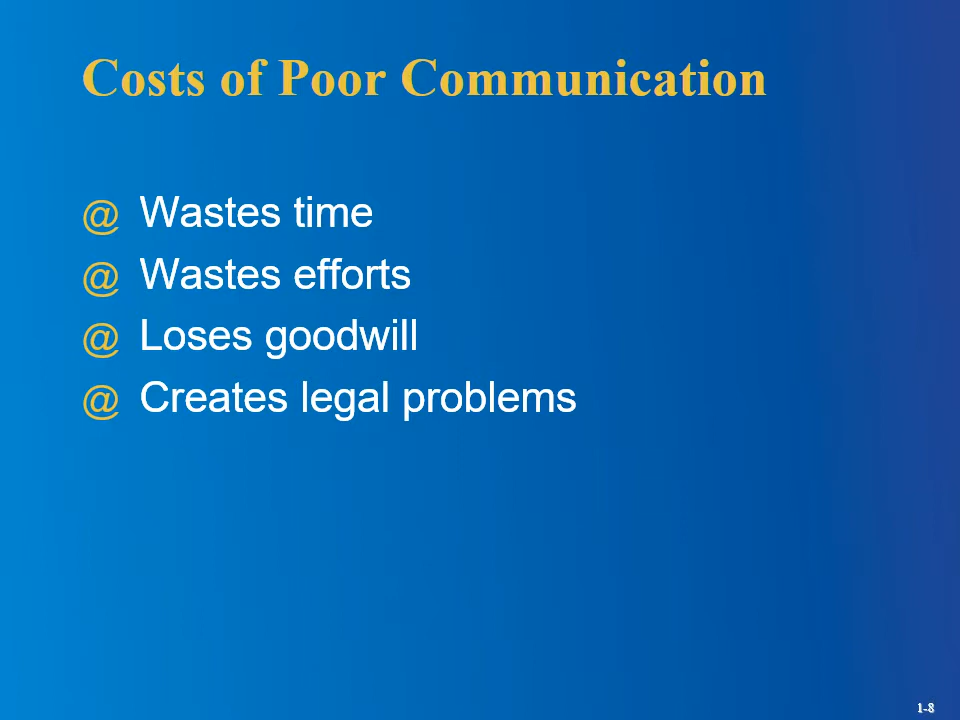 Costs of Poor Communication
@ Wastes time
@ Wastes efforts
@ Loses goodwill
@ Creates legal problems
1-8